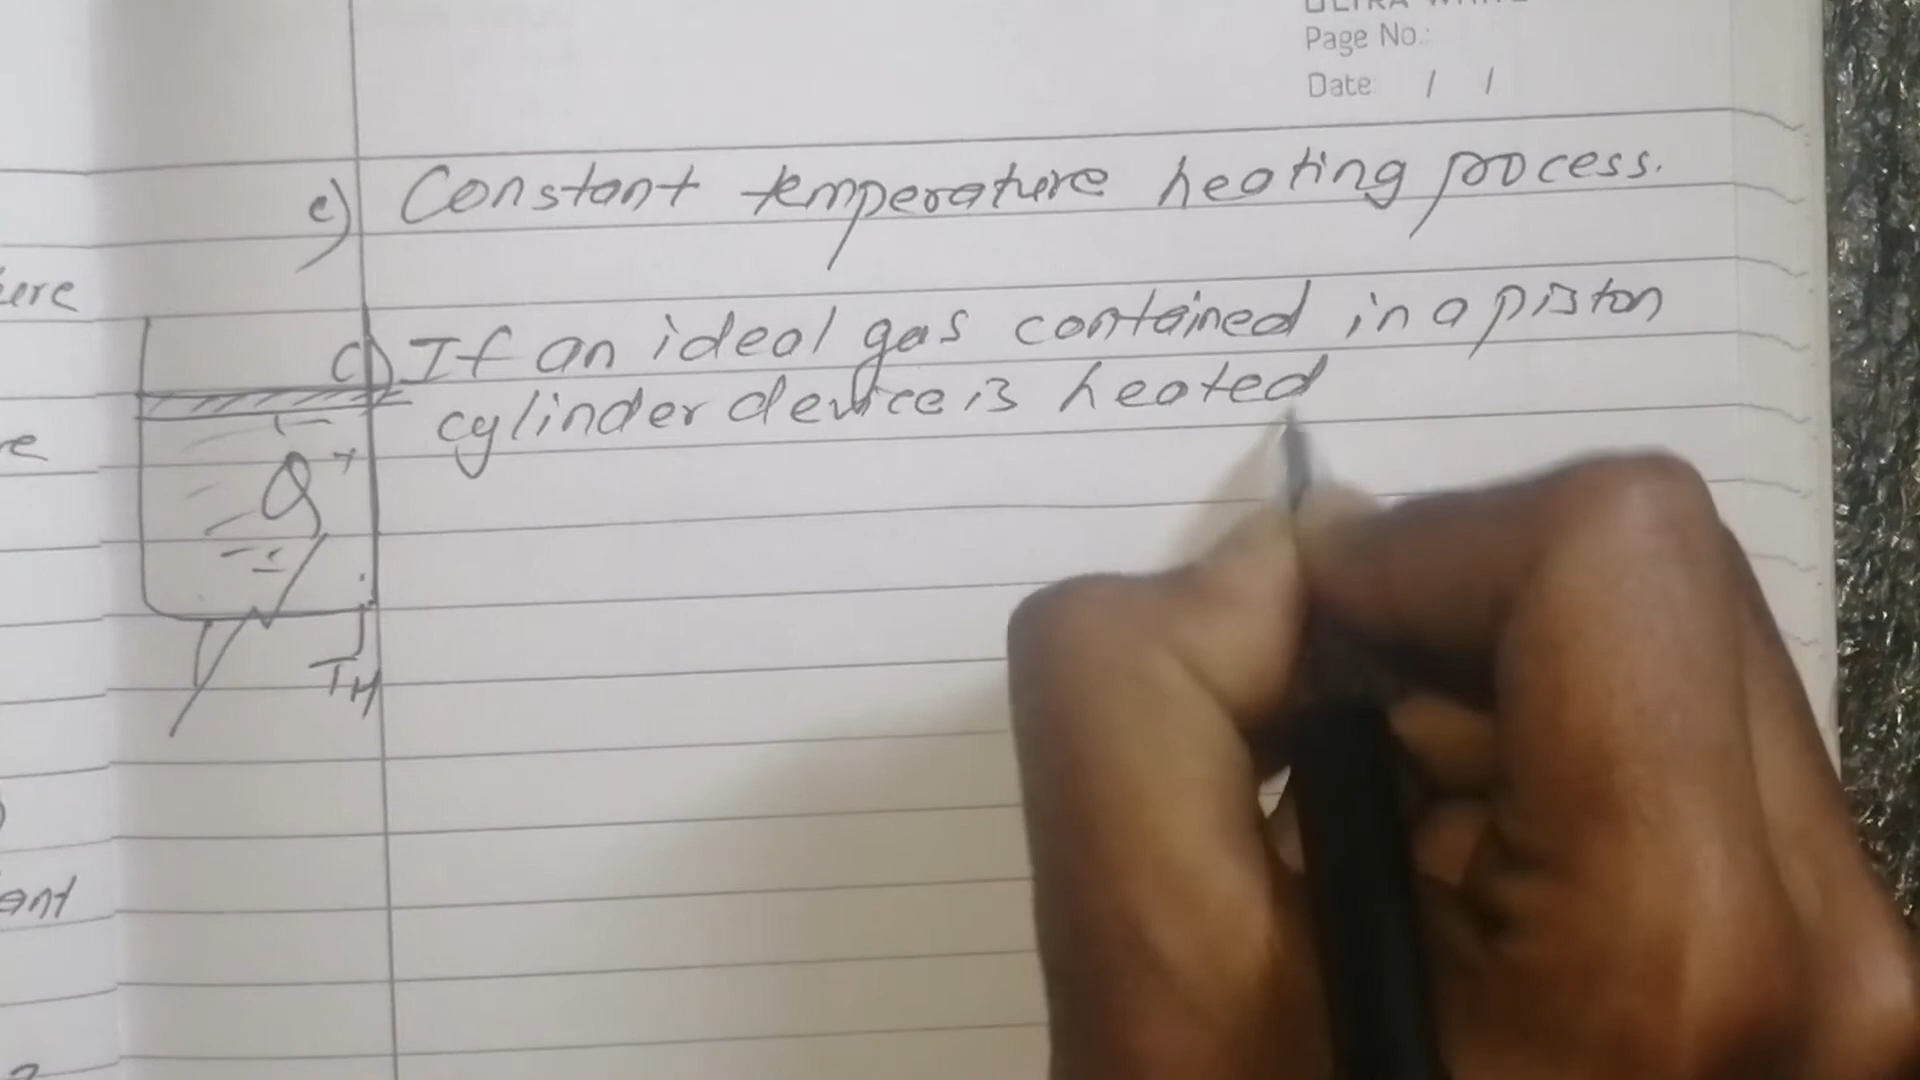 Page No.:
Date: / /
e) Constant temperature heating process.
c) If an ideal gas contained in a piston
cylinder device is heated
ere
e
Q
T_H
ant